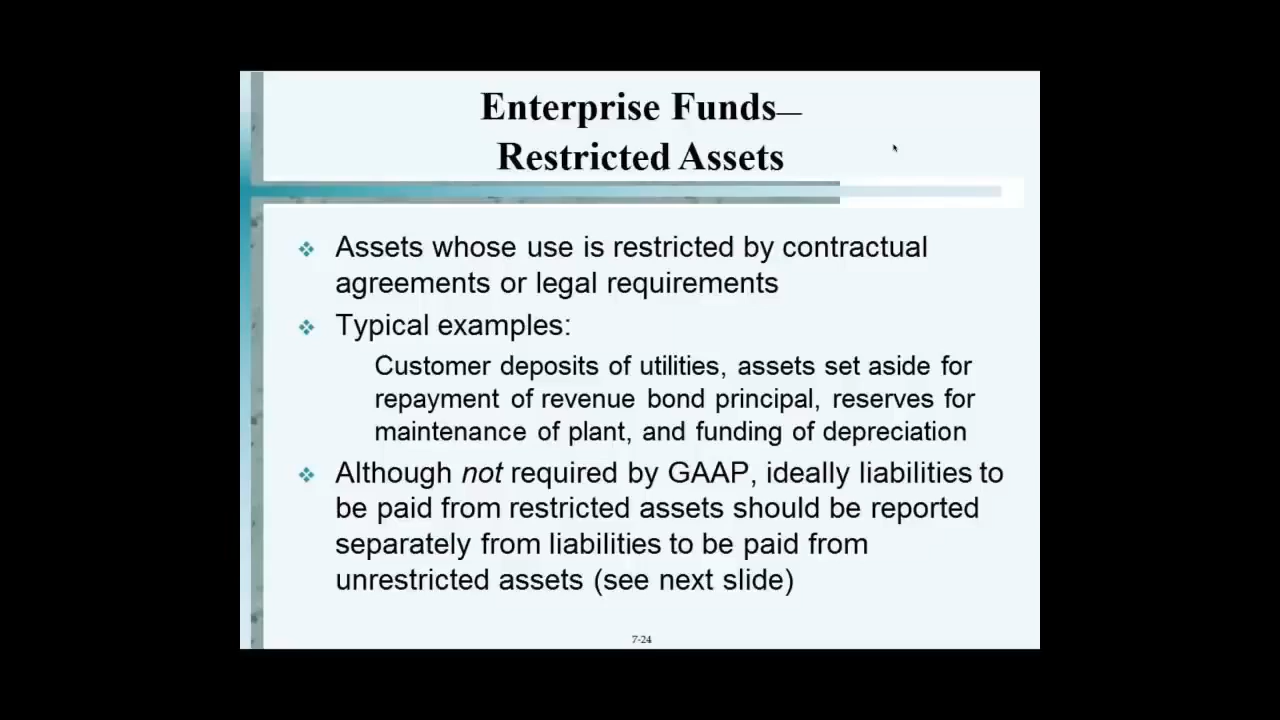 Enterprise Funds—
Restricted Assets
Assets whose use is restricted by contractual
agreements or legal requirements
Typical examples:
Customer deposits of utilities, assets set aside for
repayment of revenue bond principal, reserves for
maintenance of plant, and funding of depreciation
Although not required by GAAP, ideally liabilities to
be paid from restricted assets should be reported
separately from liabilities to be paid from
unrestricted assets (see next slide)
7-24